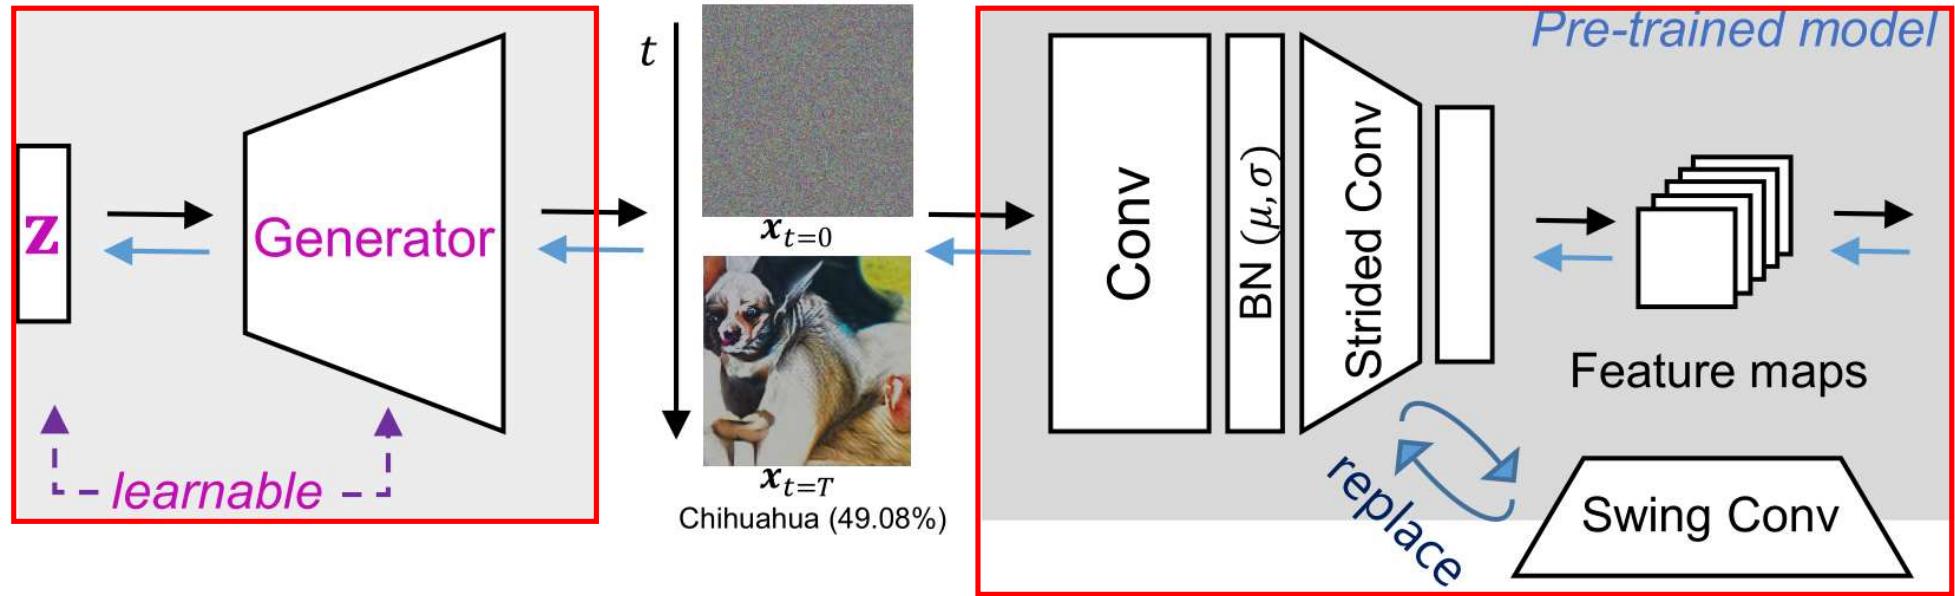 z
Generator
learnable
t
x_{t=0}
x_{t=T}
Chihuahua (49.08%)
Pre-trained model
Conv
BN (μ, σ)
Strided Conv
Feature maps
replace
Swing Conv